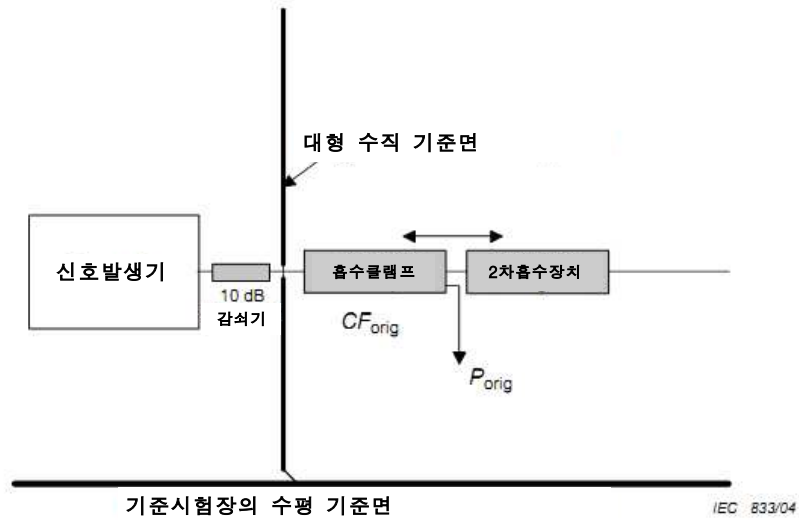 대형 수직 기준면
신호발생기
10 dB
감쇠기
흡수클램프
2차흡수장치
CForig
Porig
기준시험장의 수평 기준면
IEC 833/04